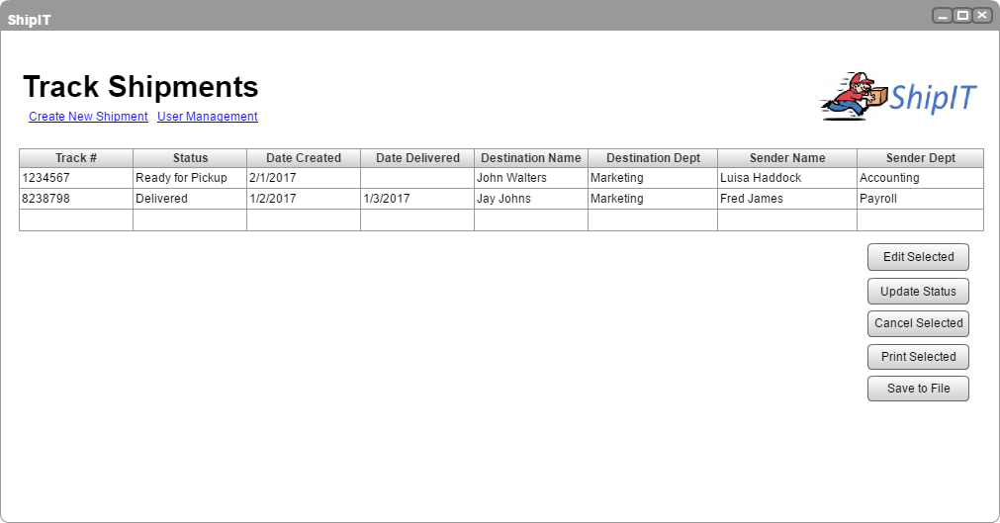 ShipIT
Track Shipments
ShipIT
Create New Shipment User Management
Track # Status Date Created Date Delivered Destination Name Destination Dept Sender Name Sender Dept
1234567 Ready for Pickup 2/1/2017 John Walters Marketing Luisa Haddock Accounting
8238798 Delivered 1/2/2017 1/3/2017 Jay Johns Marketing Fred James Payroll
Edit Selected
Update Status
Cancel Selected
Print Selected
Save to File